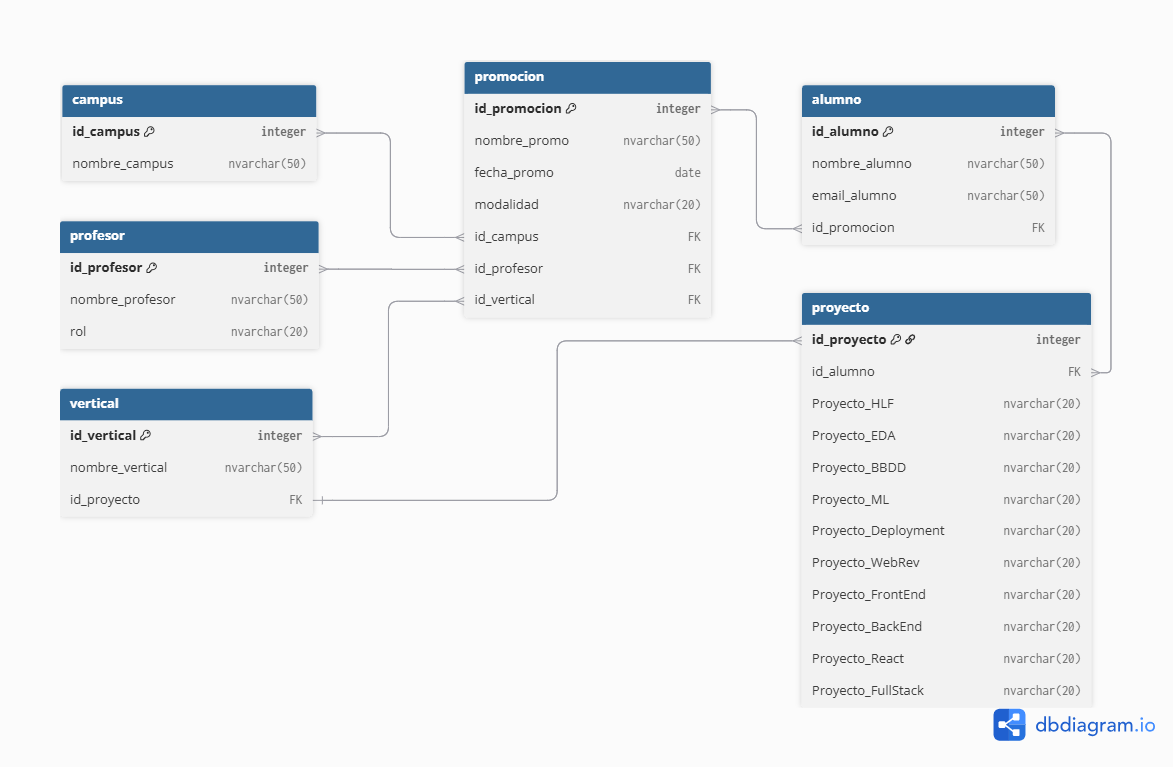 campus
id_campus integer
nombre_campus nvarchar(50)
profesor
id_profesor integer
nombre_profesor nvarchar(50)
rol nvarchar(20)
vertical
id_vertical integer
nombre_vertical nvarchar(50)
id_proyecto FK
promocion
id_promocion integer
nombre_promo nvarchar(50)
fecha_promo date
modalidad nvarchar(20)
id_campus FK
id_profesor FK
id_vertical FK
alumno
id_alumno integer
nombre_alumno nvarchar(50)
email_alumno nvarchar(50)
id_promocion FK
proyecto
id_proyecto integer
id_alumno FK
Proyecto_HLF nvarchar(20)
Proyecto_EDA nvarchar(20)
Proyecto_BBDD nvarchar(20)
Proyecto_ML nvarchar(20)
Proyecto_Deployment nvarchar(20)
Proyecto_WebRev nvarchar(20)
Proyecto_FrontEnd nvarchar(20)
Proyecto_BackEnd nvarchar(20)
Proyecto_React nvarchar(20)
Proyecto_FullStack nvarchar(20)
dbdiagram.io